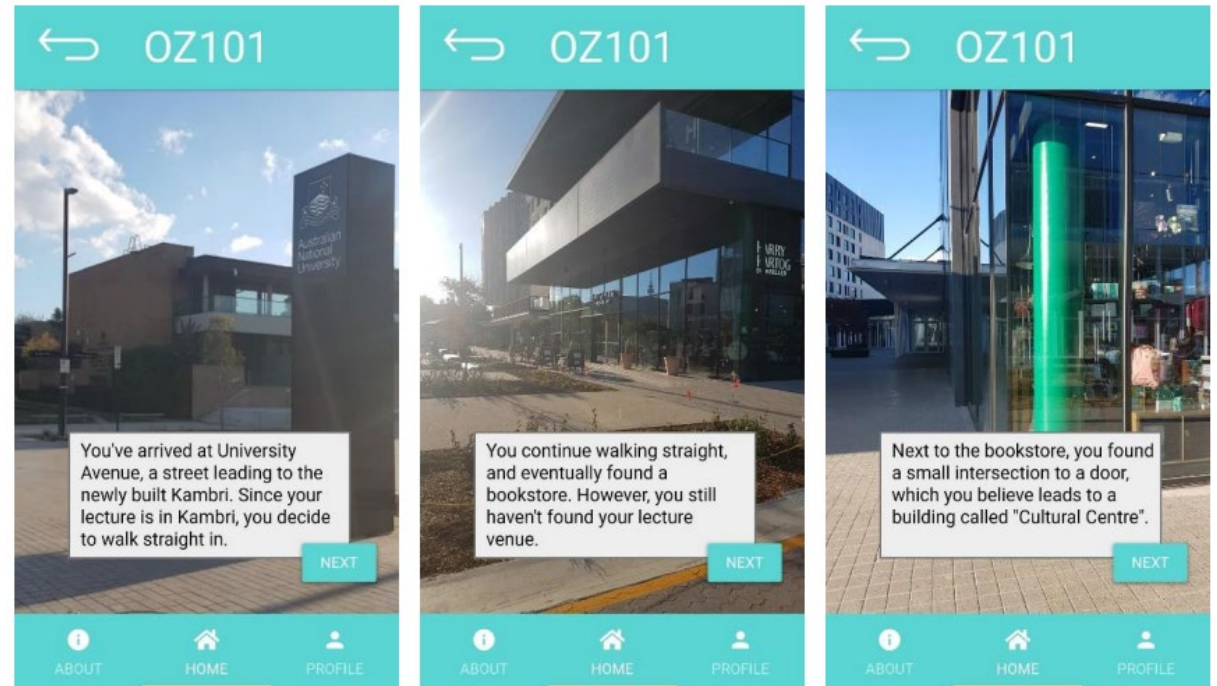 OZ101
Australian
National
University
You've arrived at University
Avenue, a street leading to the
newly built Kambri. Since your
lecture is in Kambri, you decide
to walk straight in.
NEXT
ABOUT
HOME
PROFILE
OZ101
HARRY
HARTOG
You continue walking straight,
and eventually found a
bookstore. However, you still
haven't found your lecture
venue.
NEXT
ABOUT
HOME
PROFILE
OZ101
Next to the bookstore, you found
a small intersection to a door,
which you believe leads to a
building called "Cultural Centre".
NEXT
ABOUT
HOME
PROFILE